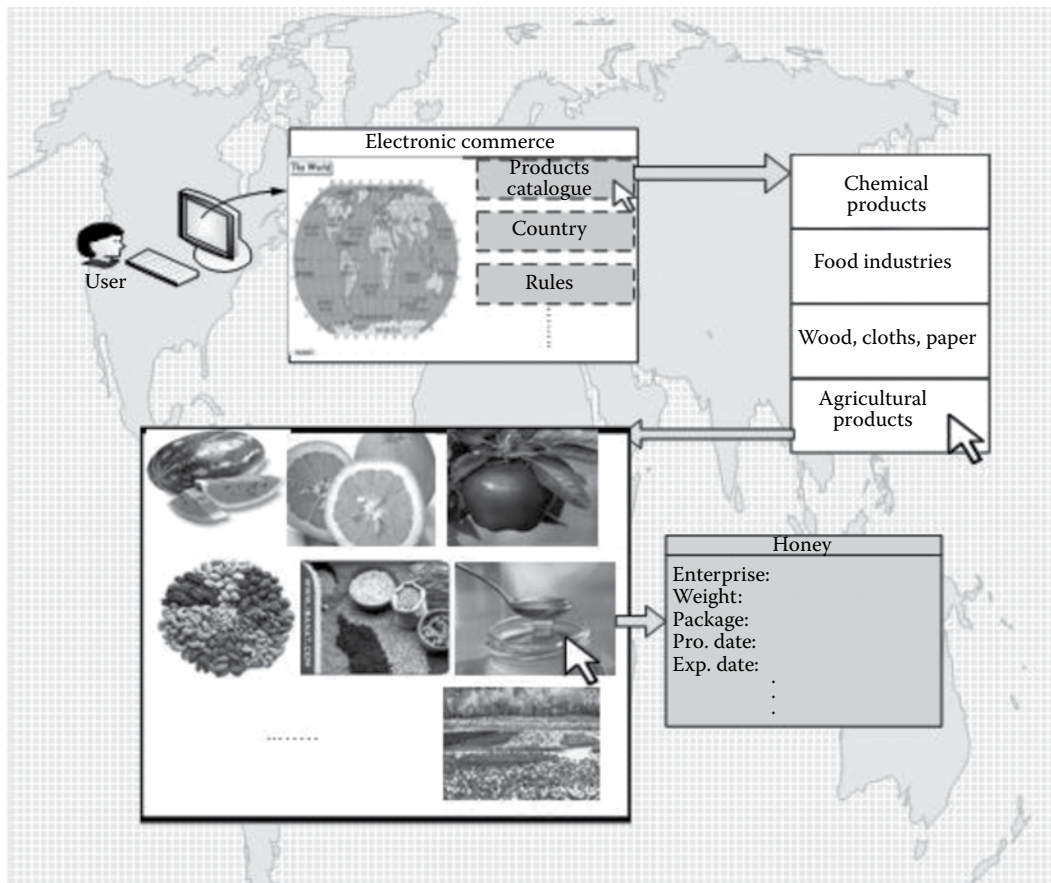 Electronic commerce
The World
Products
catalogue
Country
Rules
User
Chemical
products
Food industries
Wood, cloths, paper
Agricultural
products
Honey
Enterprise:
Weight:
Package:
Pro. date:
Exp. date: